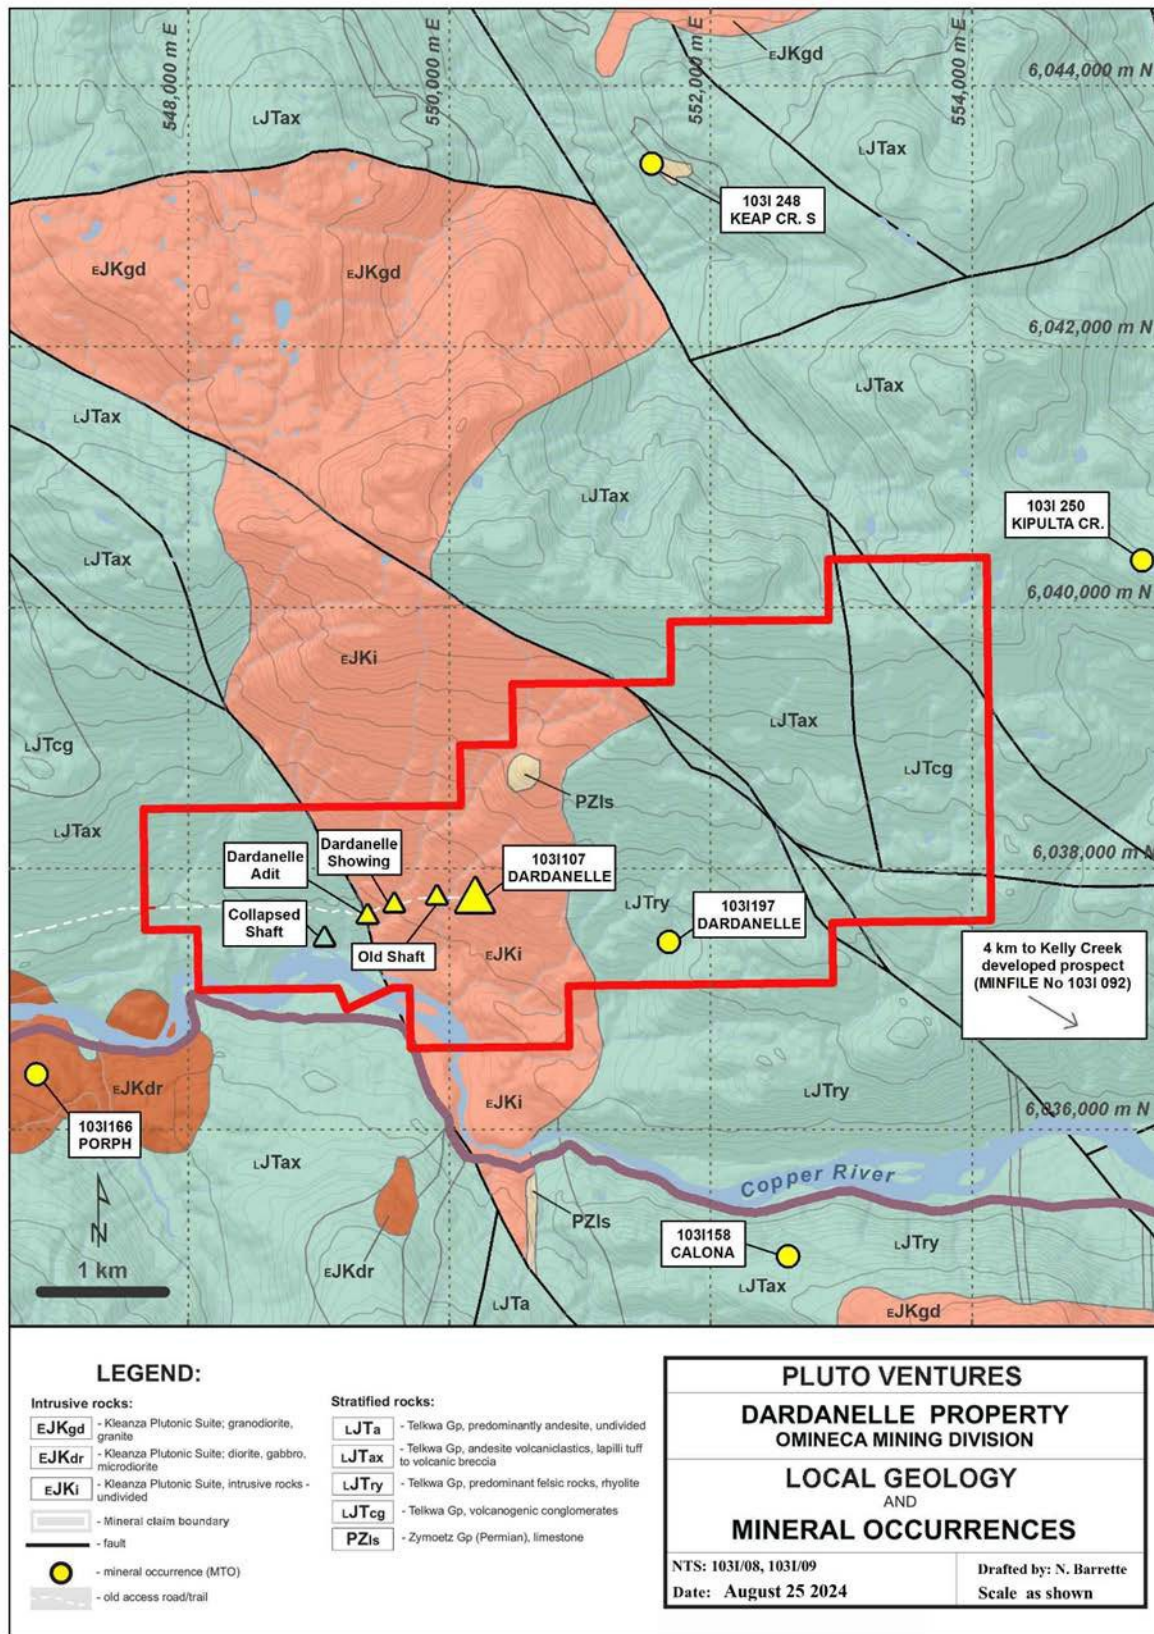 548,000 m E
550,000 m E
552,000 m E
554,000 m E
EJKgd
6,044,000 m N
LJTax
LJTax
103I 248
KEAP CR. S
EJKgd
EJKgd
6,042,000 m N
LJTax
LJTax
LJTax
103I 250
KIPULTA CR.
LJTax
6,040,000 m N
EJKi
LJTax
LJTcg
LJTcg
PZls
LJTax
Dardanelle
Showing
Dardanelle
Adit
103I107
DARDANELLE
6,038,000 m N
Collapsed
Shaft
Old Shaft
LJTry
103I197
DARDANELLE
EJKi
4 km to Kelly Creek
developed prospect
(MINFILE No 103I 092)
EJKdr
EJKi
LJTry
6,036,000 m N
103I166
PORPH
LJTax
Copper River
N
PZls
103I158
CALONA
LJTry
1 km
EJKdr
LJTa
LJTax
EJKgd
LEGEND:
Intrusive rocks:
EJKgd - Kleanza Plutonic Suite; granodiorite,
granite
EJKdr - Kleanza Plutonic Suite; diorite, gabbro,
microdiorite
EJKi - Kleanza Plutonic Suite, intrusive rocks -
undivided
- Mineral claim boundary
- fault
- mineral occurrence (MTO)
- old access road/trail
Stratified rocks:
LJTa - Telkwa Gp, predominantly andesite, undivided
LJTax - Telkwa Gp, andesite volcaniclastics, lapilli tuff
to volcanic breccia
LJTry - Telkwa Gp, predominant felsic rocks, rhyolite
LJTcg - Telkwa Gp, volcanogenic conglomerates
PZls - Zymoetz Gp (Permian), limestone
PLUTO VENTURES
DARDANELLE PROPERTY
OMINECA MINING DIVISION
LOCAL GEOLOGY
AND
MINERAL OCCURRENCES
NTS: 103I/08, 103I/09
Date: August 25 2024
Drafted by: N. Barrette
Scale as shown